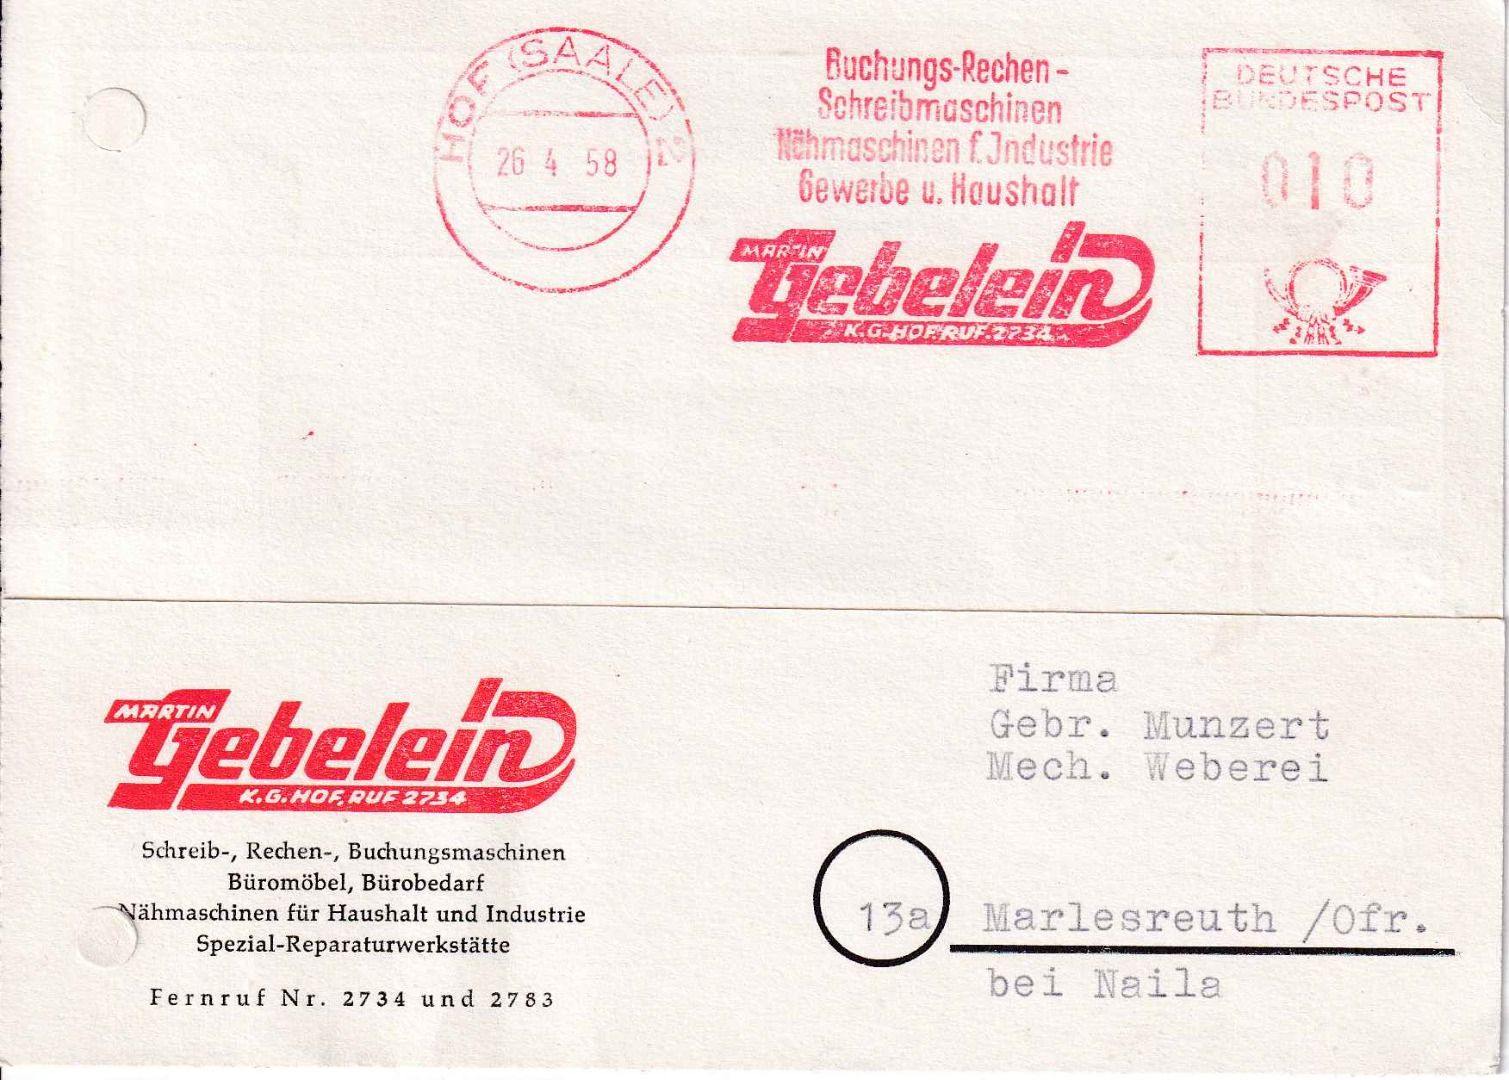 HOF (SAALE) 2
26 4 58
Buchungs-Rechen-
Schreibmaschinen
Nähmaschinen f. Industrie
Gewerbe u. Haushalt
MARTIN
Gebelein
K.G. HOF. RUF. 2734
DEUTSCHE
BUNDESPOST
010
MARTIN
Gebelein
K.G. HOF, RUF 2734
Schreib-, Rechen-, Buchungsmaschinen
Büromöbel, Bürobedarf
Nähmaschinen für Haushalt und Industrie
Spezial-Reparaturwerkstätte
Fernruf Nr. 2734 und 2783
Firma
Gebr. Munzert
Mech. Weberei
13a Marlesreuth /Ofr.
bei Naila